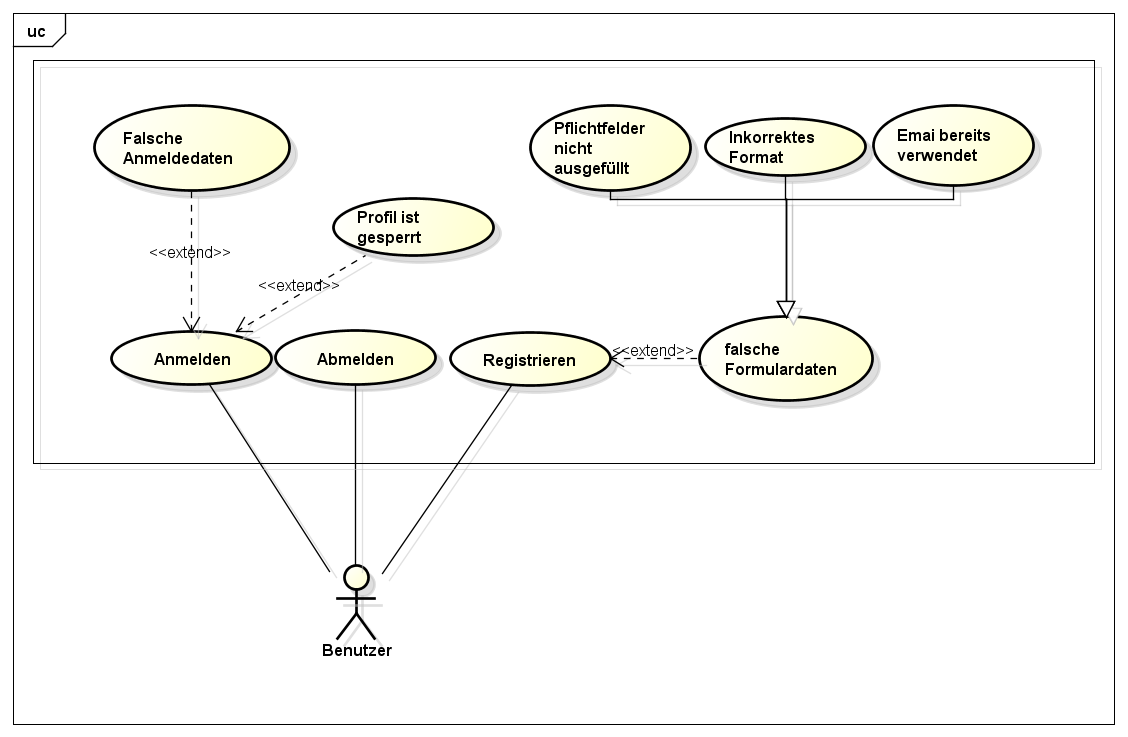 uc
Falsche
Anmeldedaten
Pflichtfelder
nicht
ausgefüllt
Inkorrektes
Format
Emai bereits
verwendet
Profil ist
gesperrt
<<extend>>
<<extend>>
Anmelden
Abmelden
Registrieren
<<extend>>
falsche
Formulardaten
Benutzer